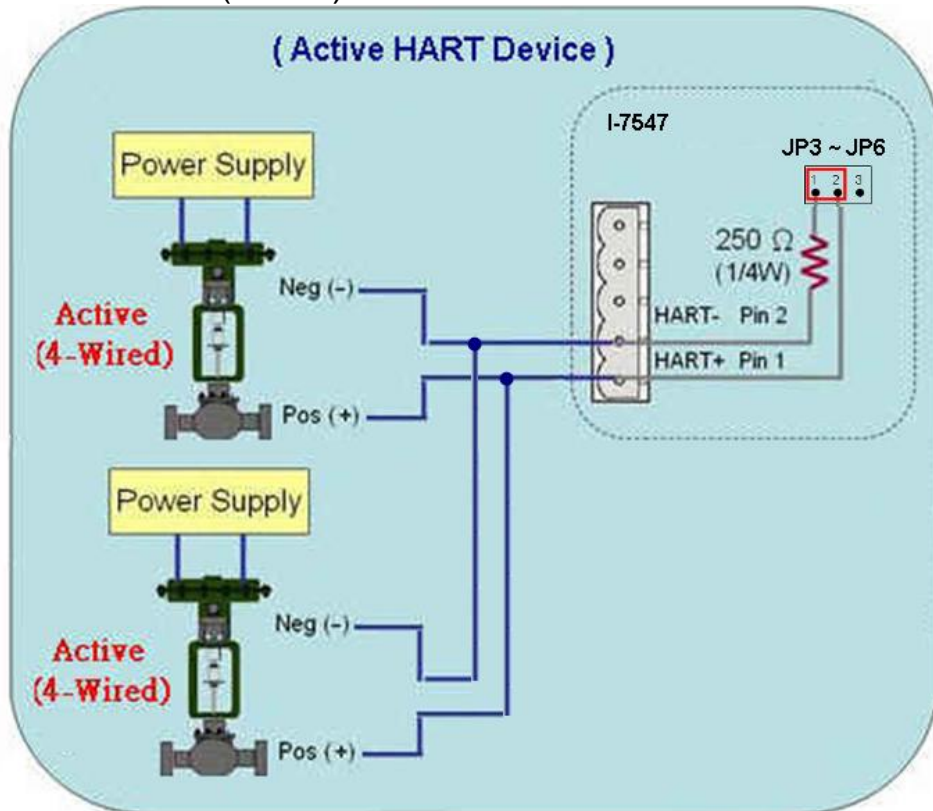 ( Active HART Device )
I-7547
JP3 ~ JP6
1 2 3
Power Supply
250 Ω
(1/4W)
Neg (-)
HART- Pin 2
Active
(4-Wired)
HART+ Pin 1
Pos (+)
Power Supply
Neg (-)
Active
(4-Wired)
Pos (+)